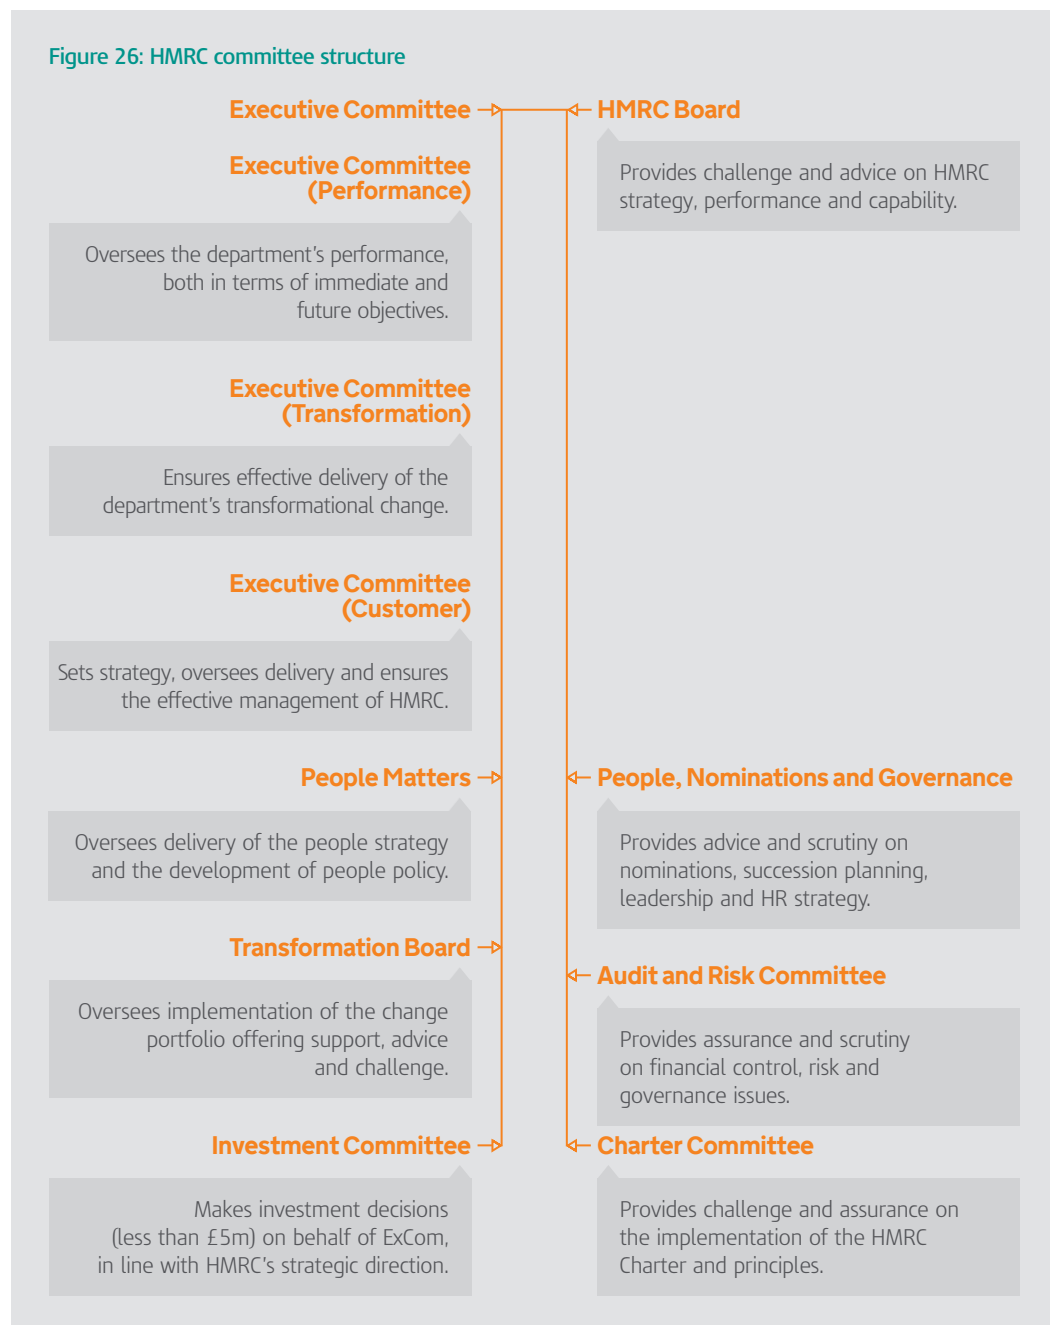 Figure 26: HMRC committee structure
Executive Committee
Executive Committee
(Performance)
Oversees the department's performance,
both in terms of immediate and
future objectives.
Executive Committee
(Transformation)
Ensures effective delivery of the
department's transformational change.
Executive Committee
(Customer)
Sets strategy, oversees delivery and ensures
the effective management of HMRC.
People Matters
Oversees delivery of the people strategy
and the development of people policy.
Transformation Board
Oversees implementation of the change
portfolio offering support, advice
and challenge.
Investment Committee
Makes investment decisions
(less than £5m) on behalf of ExCom,
in line with HMRC's strategic direction.
HMRC Board
Provides challenge and advice on HMRC
strategy, performance and capability.
People, Nominations and Governance
Provides advice and scrutiny on
nominations, succession planning,
leadership and HR strategy.
Audit and Risk Committee
Provides assurance and scrutiny
on financial control, risk and
governance issues.
Charter Committee
Provides challenge and assurance on
the implementation of the HMRC
Charter and principles.